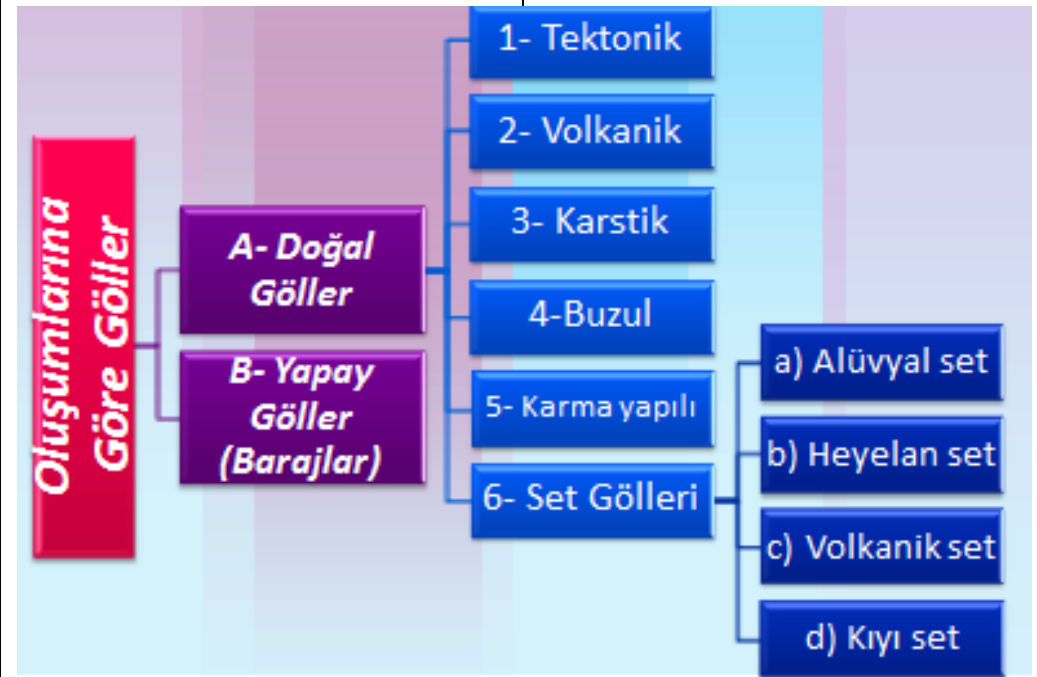 Oluşumlarına
Göre Göller
A- Doğal
Göller
B- Yapay
Göller
(Barajlar)
1- Tektonik
2- Volkanik
3- Karstik
4-Buzul
5- Karma yapılı
6- Set Gölleri
a) Alüvyal set
b) Heyelan set
c) Volkanik set
d) Kıyı set